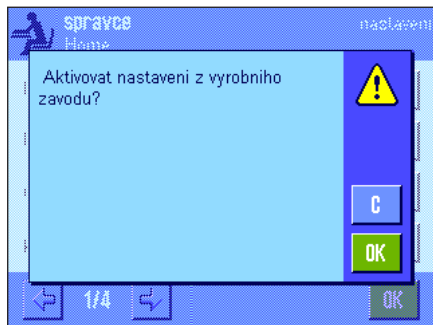 spravce
nastaveni
Home
Aktivovat nastaveni z vyrobniho
zavodu?
C
OK
1/4
OK